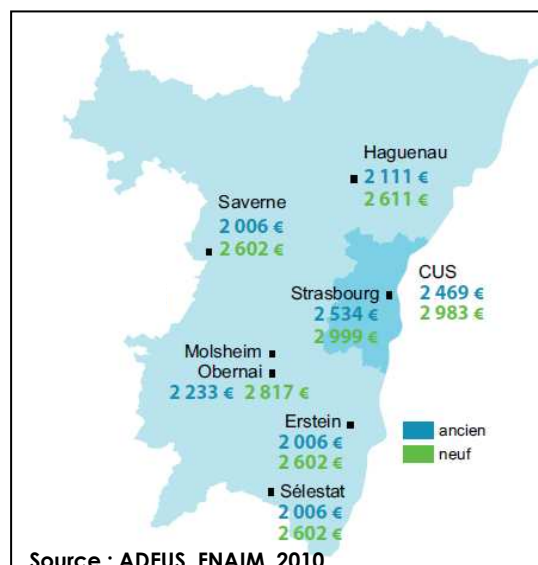 Haguenau
2 111 €
2 611 €
Saverne
2 006 €
2 602 €
CUS
2 469 €
2 983 €
Strasbourg
2 534 €
2 999 €
Molsheim
Obernai
2 233 € 2 817 €
Erstein
2 006 €
2 602 €
ancien
neuf
Sélestat
2 006 €
2 602 €
Source : ADEUS, FNAIM, 2010